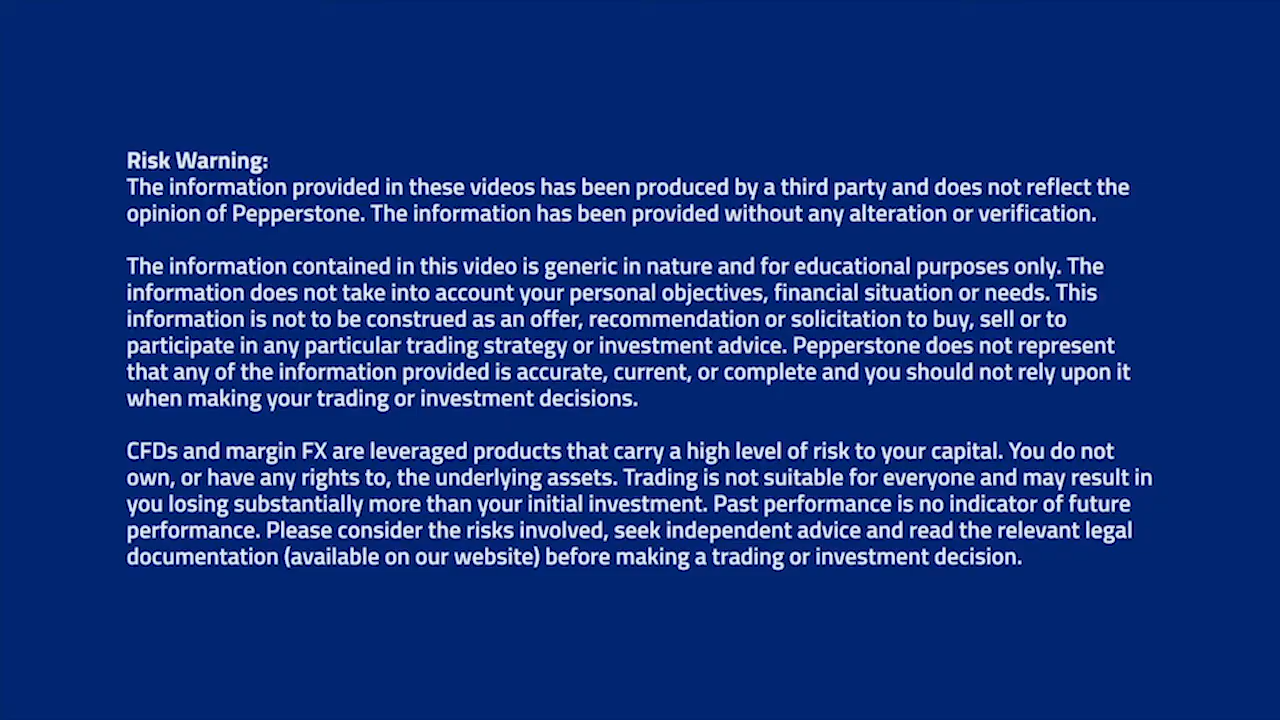 Risk Warning:
The information provided in these videos has been produced by a third party and does not reflect the
opinion of Pepperstone. The information has been provided without any alteration or verification.
The information contained in this video is generic in nature and for educational purposes only. The
information does not take into account your personal objectives, financial situation or needs. This
information is not to be construed as an offer, recommendation or solicitation to buy, sell or to
participate in any particular trading strategy or investment advice. Pepperstone does not represent
that any of the information provided is accurate, current, or complete and you should not rely upon it
when making your trading or investment decisions.
CFDs and margin FX are leveraged products that carry a high level of risk to your capital. You do not
own, or have any rights to, the underlying assets. Trading is not suitable for everyone and may result in
you losing substantially more than your initial investment. Past performance is no indicator of future
performance. Please consider the risks involved, seek independent advice and read the relevant legal
documentation (available on our website) before making a trading or investment decision.